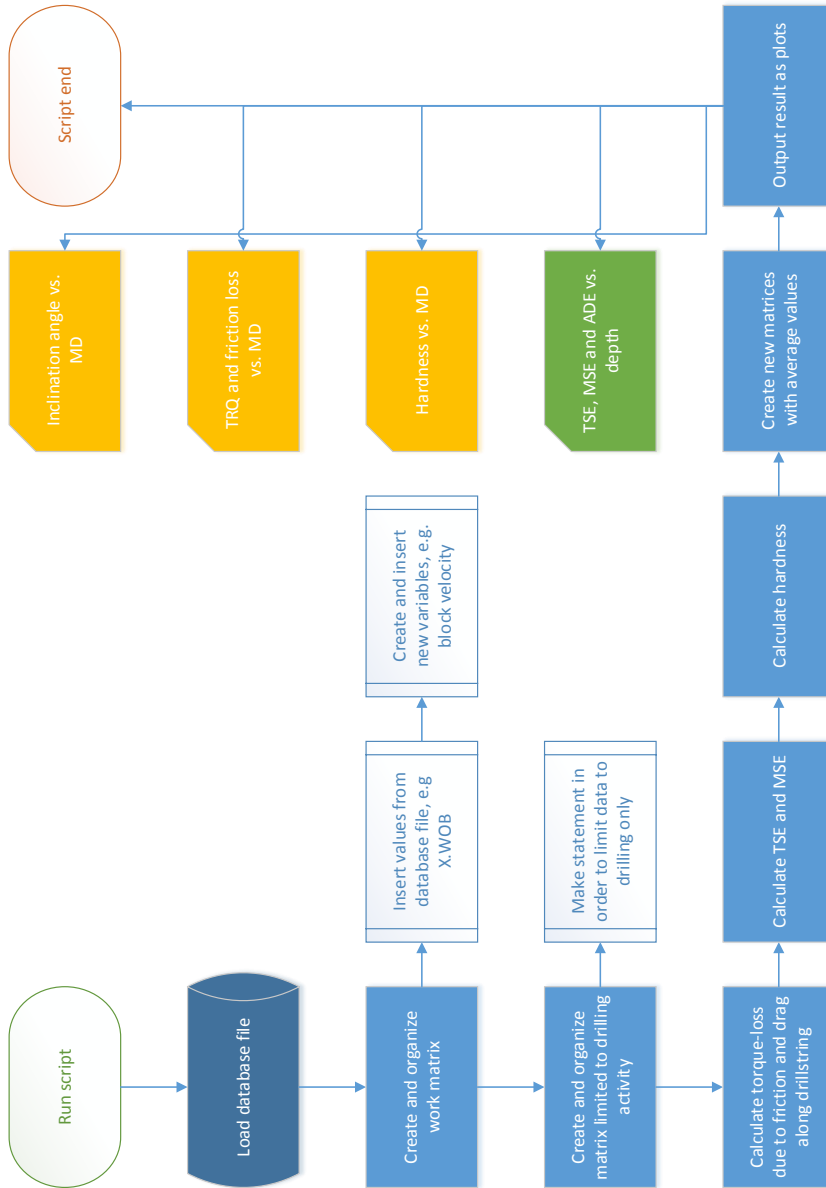 Run script
Inclination angle vs.
MD
Script end
Load database file
TRQ and friction loss
vs. MD
Create and organize
work matrix
Insert values from
database file, e.g
X.WOB
Create and insert
new variables, e.g.
block velocity
Hardness vs. MD
Create and organize
matrix limited to drilling
activity
Make statement in
order to limit data to
drilling only
TSE, MSE and ADE vs.
depth
Calculate torque-loss
due to friction and drag
along drillstring
Calculate TSE and MSE
Calculate hardness
Create new matrices
with average values
Output result as plots